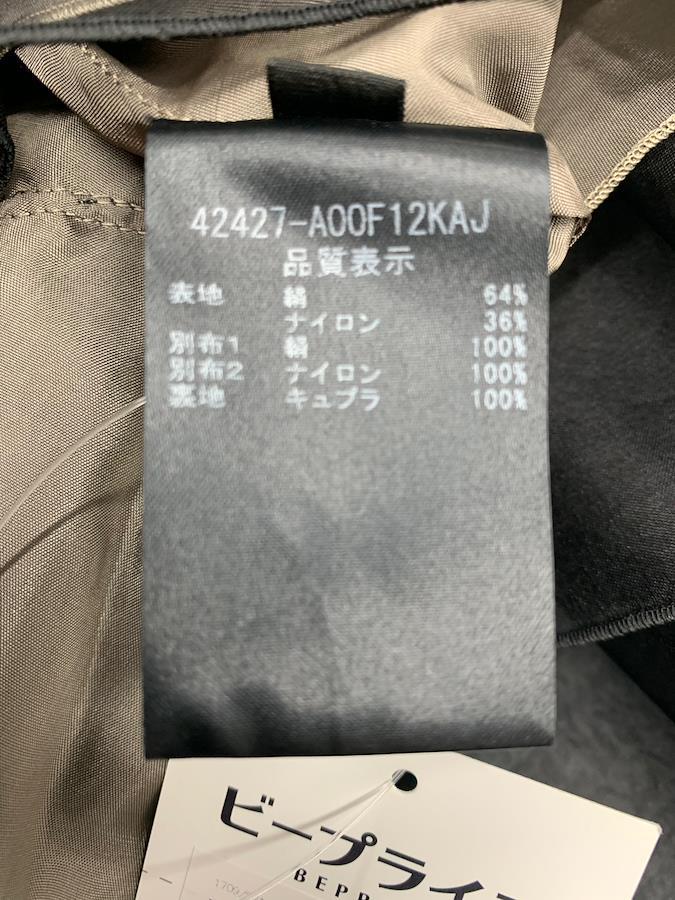 42427-A00F12KAJ
品質表示
表地 絹 64%
ナイロン 36%
別布1 絹 100%
別布2 ナイロン 100%
裏地 キュプラ 100%
ビープライ
BEPP